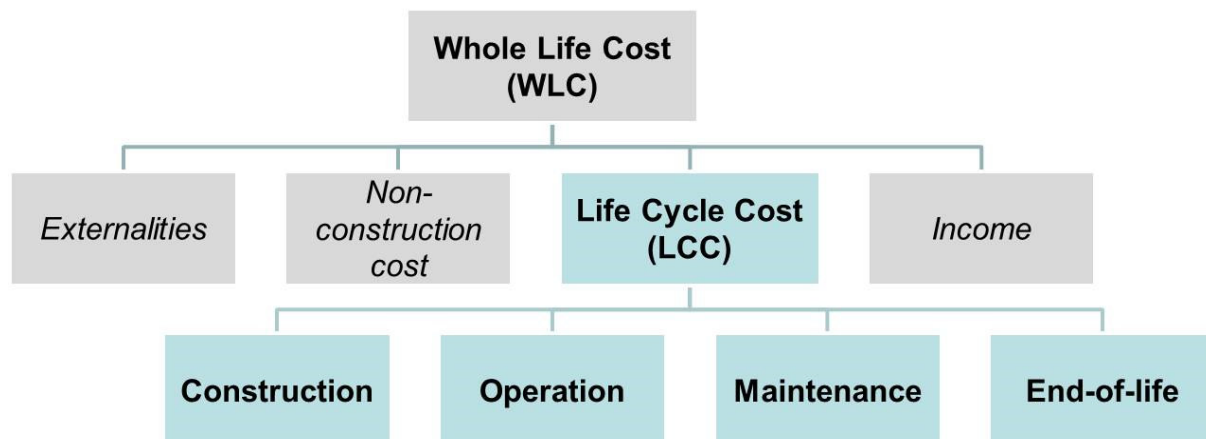 Whole Life Cost
(WLC)
Externalities
Non-
construction
cost
Life Cycle Cost
(LCC)
Income
Construction
Operation
Maintenance
End-of-life